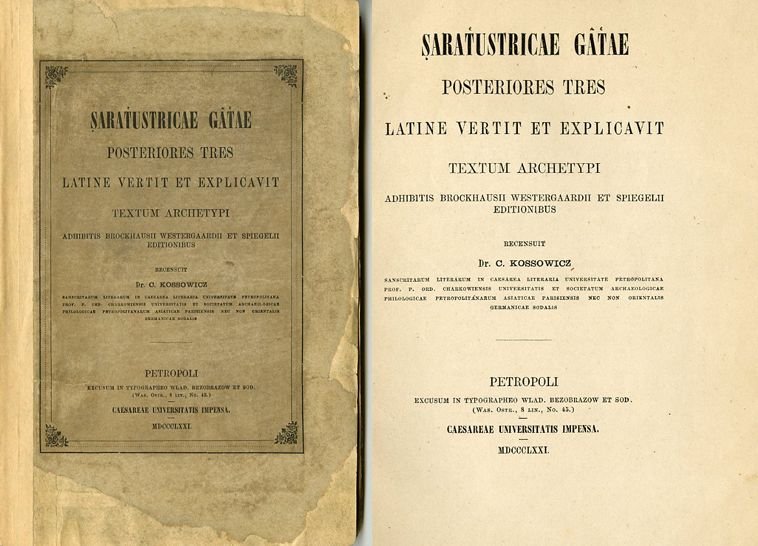 ṢARAṪUSTRICAE GÂṪAE
POSTERIORES TRES
LATINE VERTIT ET EXPLICAVIT
TEXTUM ARCHETYPI
ADHIBITIS BROCKHAUSII WESTERGAARDII ET SPIEGELII
EDITIONIBUS
RECENSUIT
Dr. C. KOSSOWICZ
SANSCRITARUM LITERARUM IN CAESAREA LITERARIA UNIVERSITATE PETROPOLITANA
PROF. P. ORD. CHARKOWIENSIS UNIVERSITATIS ET SOCIETATUM ARCHAEOLOGICAE
PHILOLOGICAE PETROPOLITANARUM ASIATICAE PARISIENSIS NEC NON ORIENTALIS
GERMANICAE SODALIS
PETROPOLI
EXCUSUM IN TYPOGRAPHEO WLAD. BEZOBRAZOW ET SOD.
(Was. Ostr., 8 lin., No. 45.)
CAESAREAE UNIVERSITATIS IMPENSA.
MDCCCLXXI.
ṢARAṪUSTRICAE GÂṪAE
POSTERIORES TRES
LATINE VERTIT ET EXPLICAVIT
TEXTUM ARCHETYPI
ADHIBITIS BROCKHAUSII WESTERGAARDII ET SPIEGELII
EDITIONIBUS
RECENSUIT
Dr. C. KOSSOWICZ
SANSCRITARUM LITERARUM IN CAESAREA LITERARIA UNIVERSITATE PETROPOLITANA
PROF. P. ORD. CHARKOWIENSIS UNIVERSITATIS ET SOCIETATUM ARCHAEOLOGICAE
PHILOLOGICAE PETROPOLITANARUM ASIATICAE PARISIENSIS NEC NON ORIENTALIS
GERMANICAE SODALIS
PETROPOLI
EXCUSUM IN TYPOGRAPHEO WLAD. BEZOBRAZOW ET SOD.
(Was. Ostr., 8 lin., No. 45.)
CAESAREAE UNIVERSITATIS IMPENSA.
MDCCCLXXI.